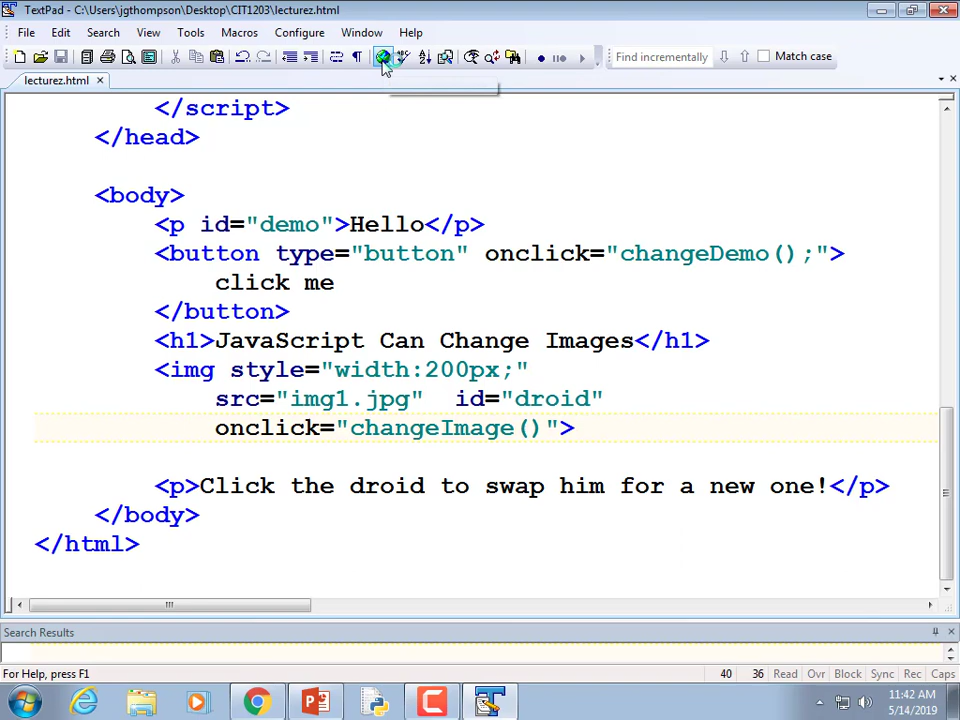 TextPad - C:\Users\jgthompson\Desktop\CIT1203\lecturez.html
File Edit Search View Tools Macros Configure Window Help
Find incrementally Match case
lecturez.html
</script>
</head>
<body>
<p id="demo">Hello</p>
<button type="button" onclick="changeDemo();">
click me
</button>
<h1>JavaScript Can Change Images</h1>
<img style="width:200px;"
src="img1.jpg" id="droid"
onclick="changeImage()">
<p>Click the droid to swap him for a new one!</p>
</body>
</html>
Search Results
For Help, press F1 40 36 Read Ovr Block Sync Rec Caps
11:42 AM
5/14/2019